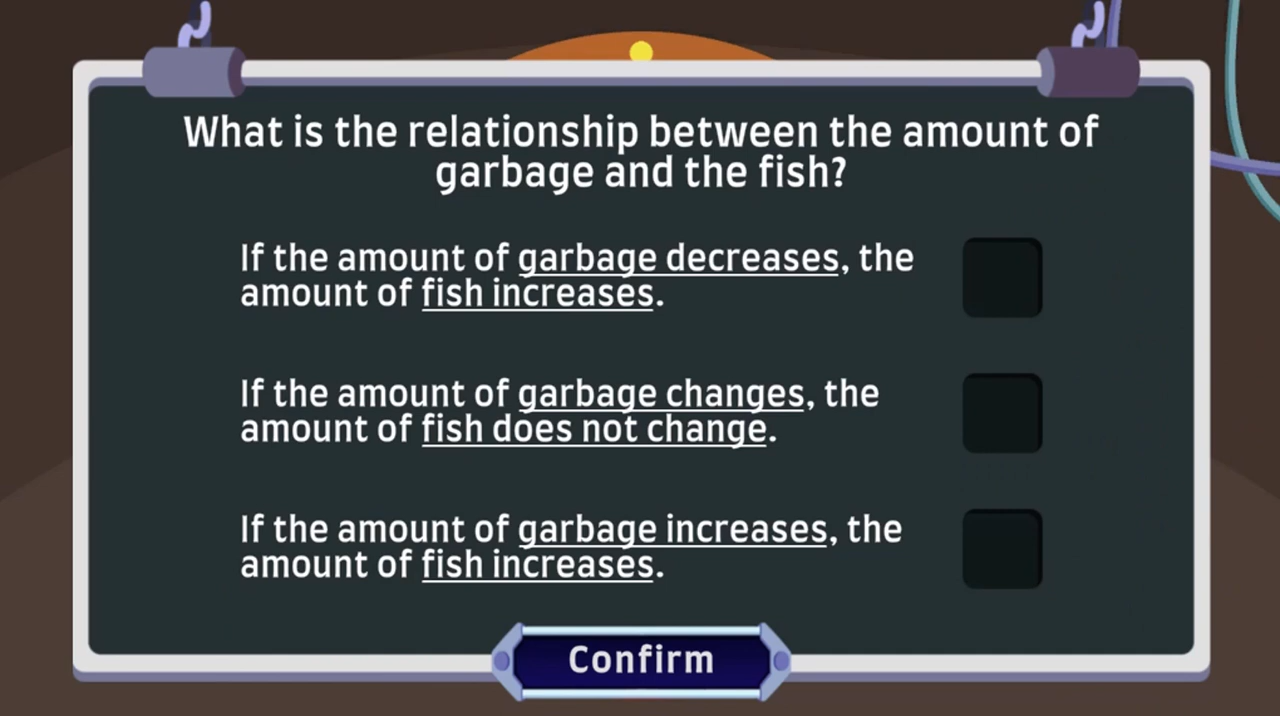 What is the relationship between the amount of
garbage and the fish?
If the amount of garbage decreases, the
amount of fish increases.
If the amount of garbage changes, the
amount of fish does not change.
If the amount of garbage increases, the
amount of fish increases.
Confirm